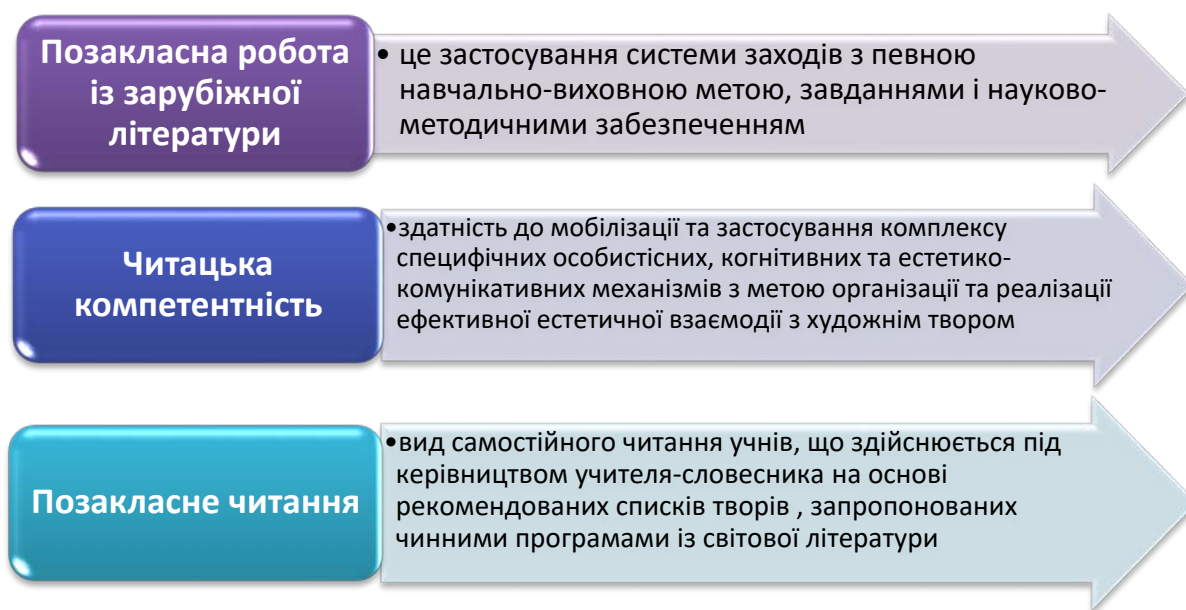 Позакласна робота
із зарубіжної
літератури
• це застосування системи заходів з певною
навчально-виховною метою, завданнями і науково-
методичними забезпеченням
Читацька
компетентність
•здатність до мобілізації та застосування комплексу
специфічних особистісних, когнітивних та естетико-
комунікативних механізмів з метою організації та реалізації
ефективної естетичної взаємодії з художнім твором
Позакласне читання
•вид самостійного читання учнів, що здійснюється під
керівництвом учителя-словесника на основі
рекомендованих списків творів , запропонованих
чинними програмами із світової літератури